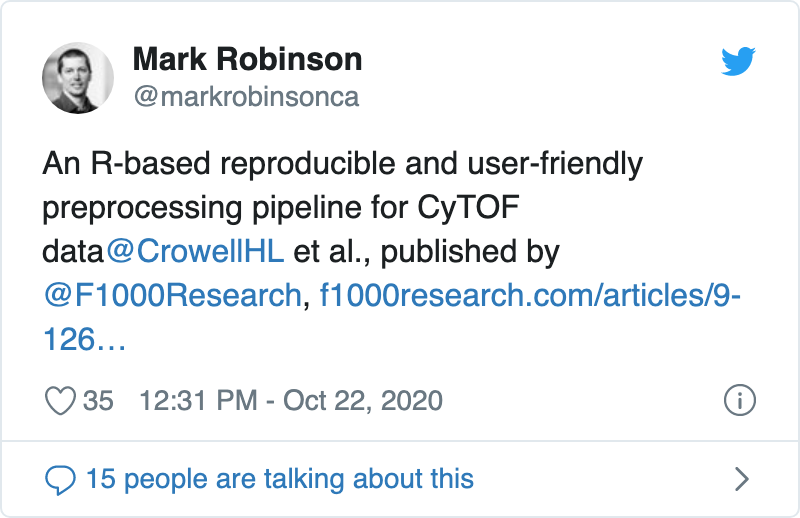 Mark Robinson
@markrobinsonca
An R-based reproducible and user-friendly
preprocessing pipeline for CyTOF
data@CrowellHL et al., published by
@F1000Research, f1000research.com/articles/9-
126…
35 12:31 PM - Oct 22, 2020
15 people are talking about this